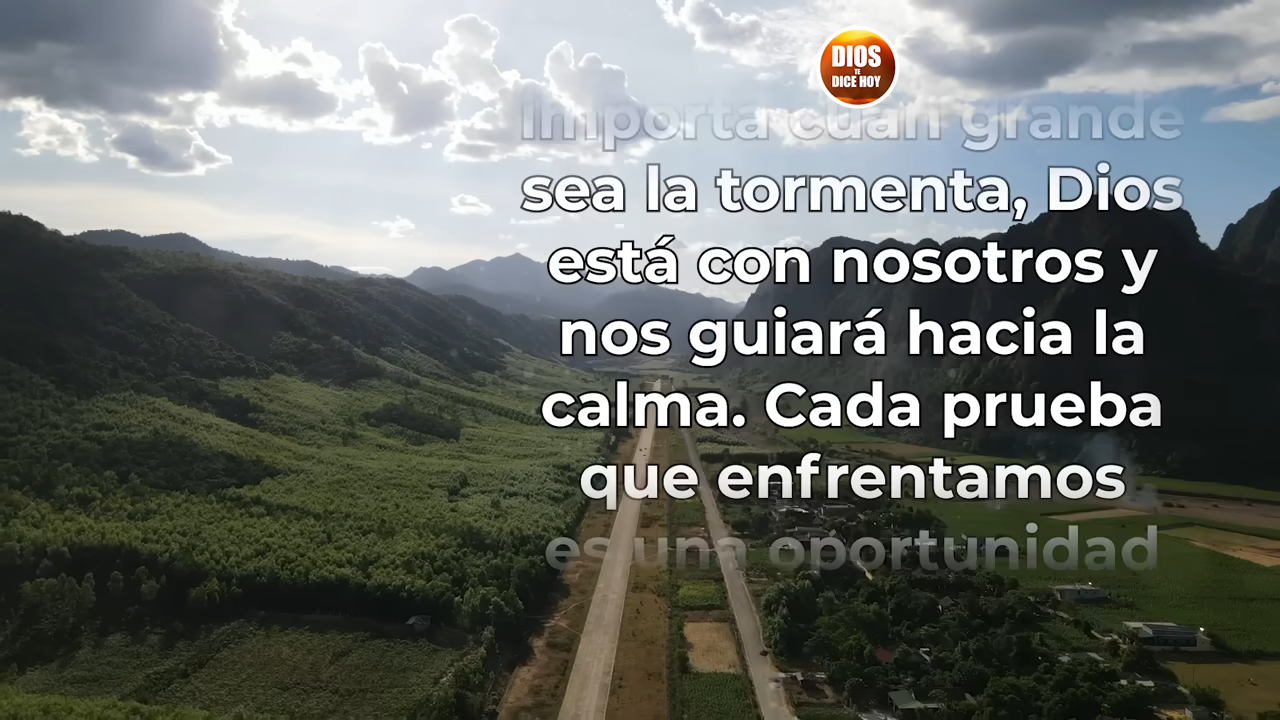 DIOS
TE
DICE HOY
Importa cuán grande
sea la tormenta, Dios
está con nosotros y
nos guiará hacia la
calma. Cada prueba
que enfrentamos
es una oportunidad